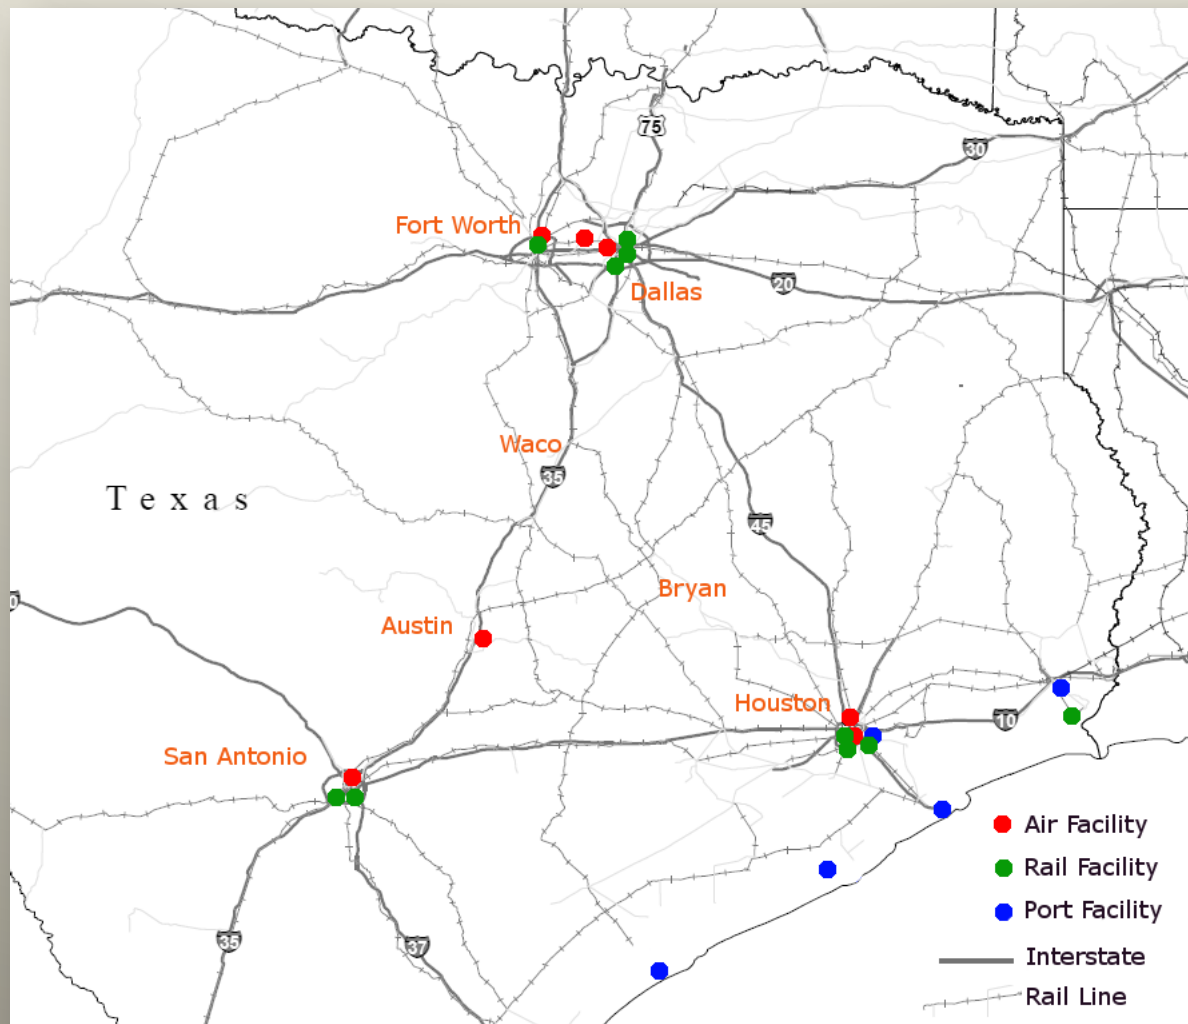 75
30
Fort Worth
20
Dallas
Waco
35
Texas
45
Bryan
0
Austin
Houston
10
San Antonio
Air Facility
Rail Facility
Port Facility
35
37
Interstate
Rail Line